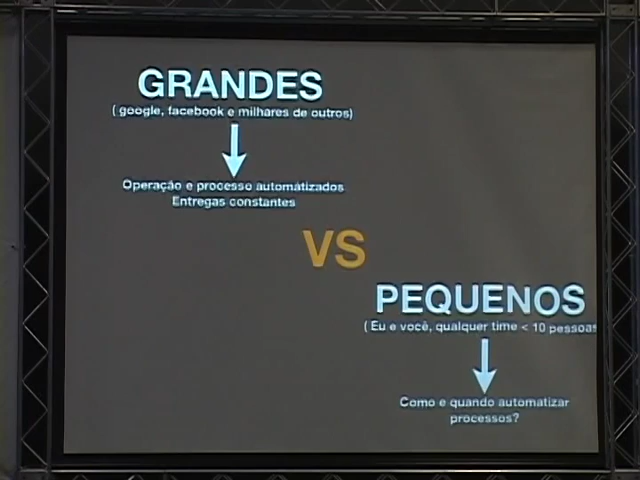 GRANDES
( google, facebook e milhares de outros)
Operação e processo automátizados
Entregas constantes
VS
PEQUENOS
( Eu e você, qualquer time < 10 pessoas
Como e quando automatizar
processos?